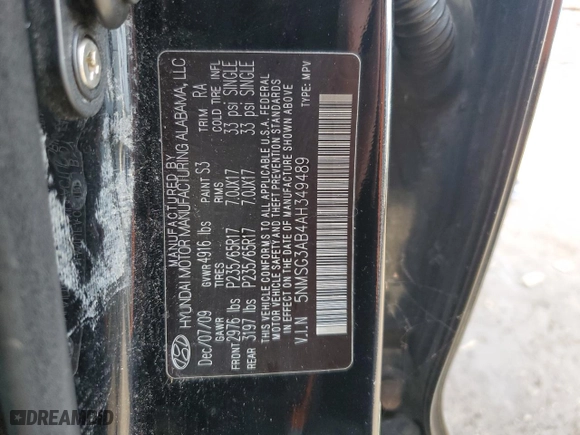 MANUFACTURED BY
HYUNDAI MOTOR MANUFACTURING ALABAMA, LLC
Dec/07/09 GVWR 4916 lbs PAINT S3 TRIM RA
GAWR TIRES RIMS COLD TIRE INFL
FRONT 2976 lbs P235/65R17 7.0JX17 33 psi SINGLE
REAR 3197 lbs P235/65R17 7.0JX17 33 psi SINGLE
THIS VEHICLE CONFORMS TO ALL APPLICABLE U.S.A. FEDERAL
MOTOR VEHICLE SAFETY AND THEFT PREVENTION STANDARDS
IN EFFECT ON THE DATE OF MANUFACTURE SHOWN ABOVE
V.I.N 5NMSG3AB4AH349489 TYPE: MPV
DREAMBID